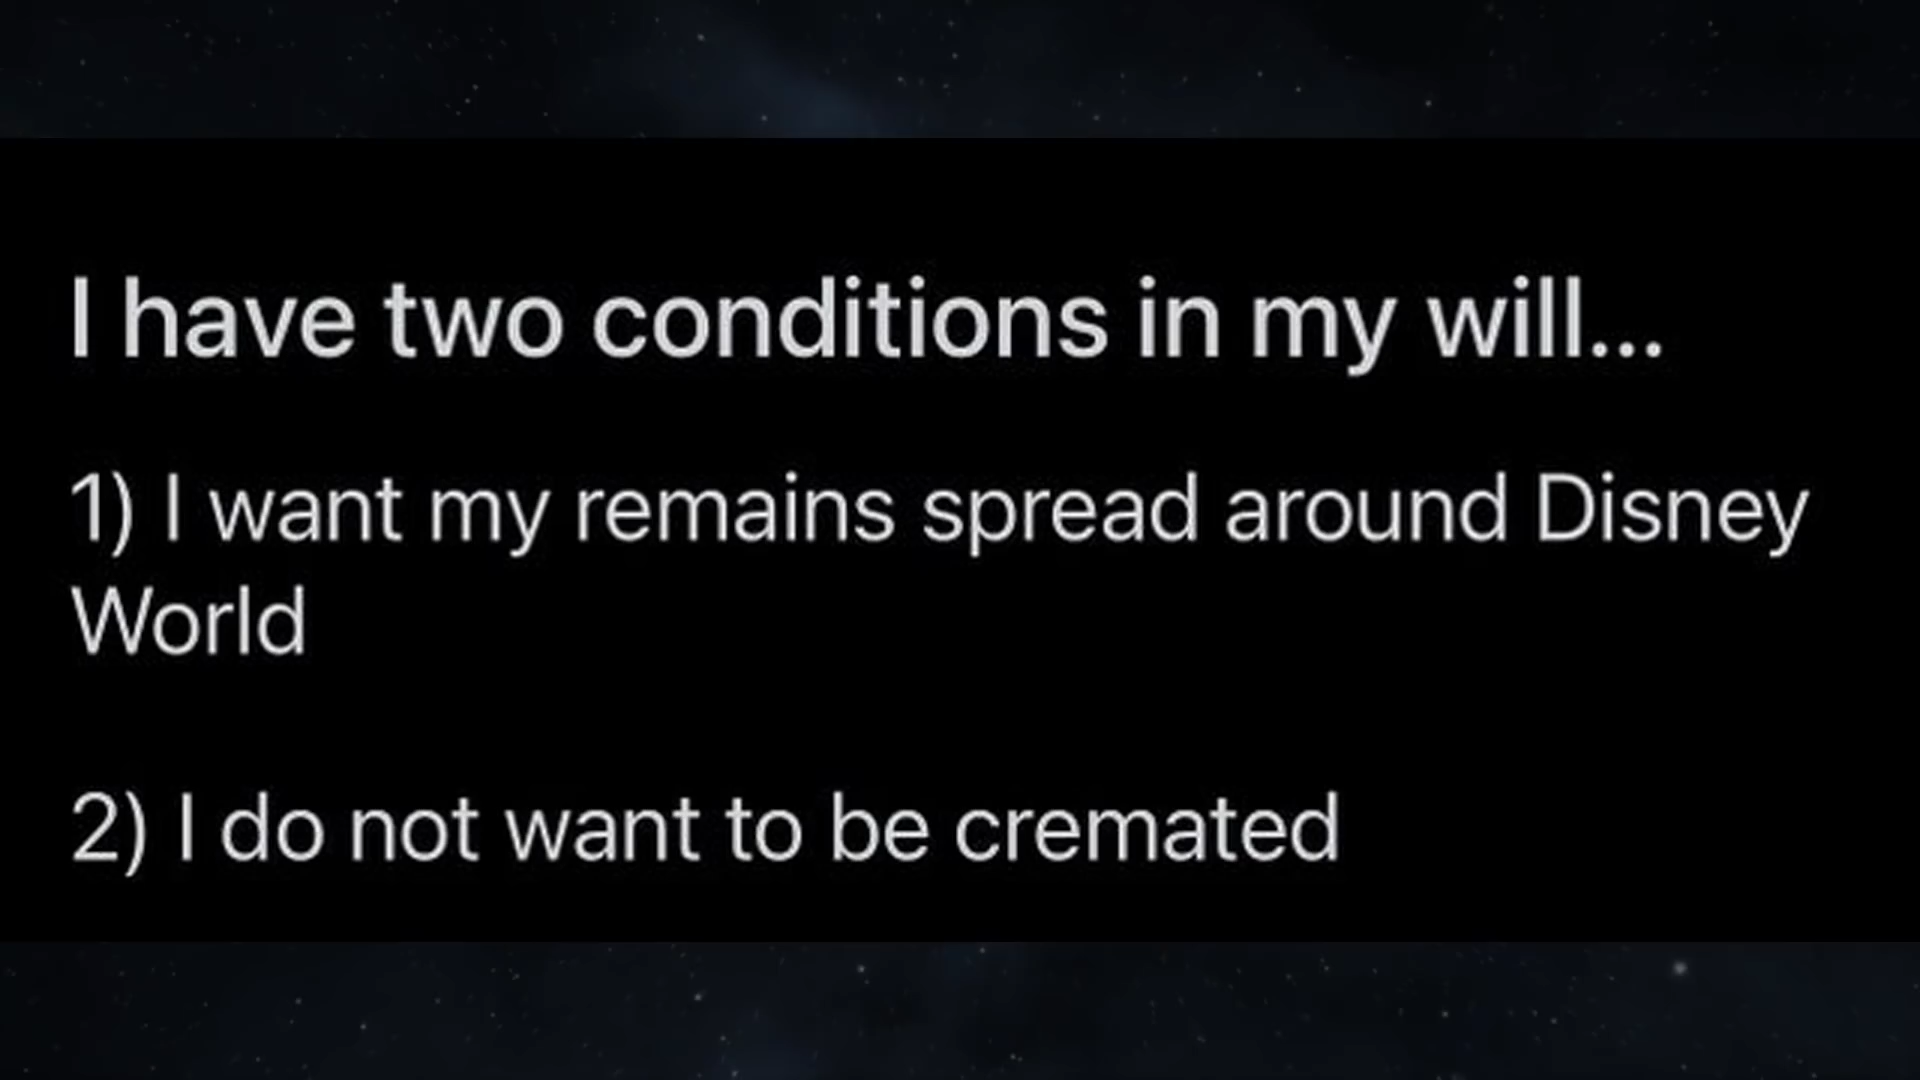 I have two conditions in my will...
1) I want my remains spread around Disney
World
2) I do not want to be cremated